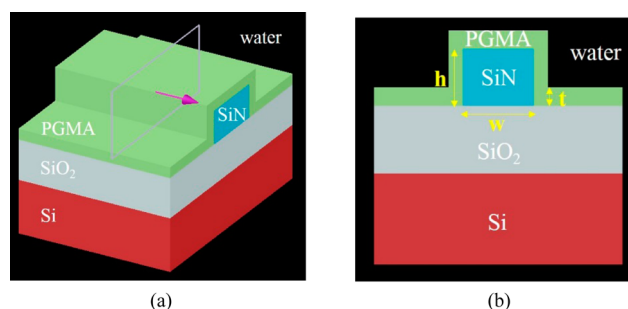 water
SiN
PGMA
SiO2
Si
(a)
PGMA
water
h
SiN
t
w
SiO2
Si
(b)